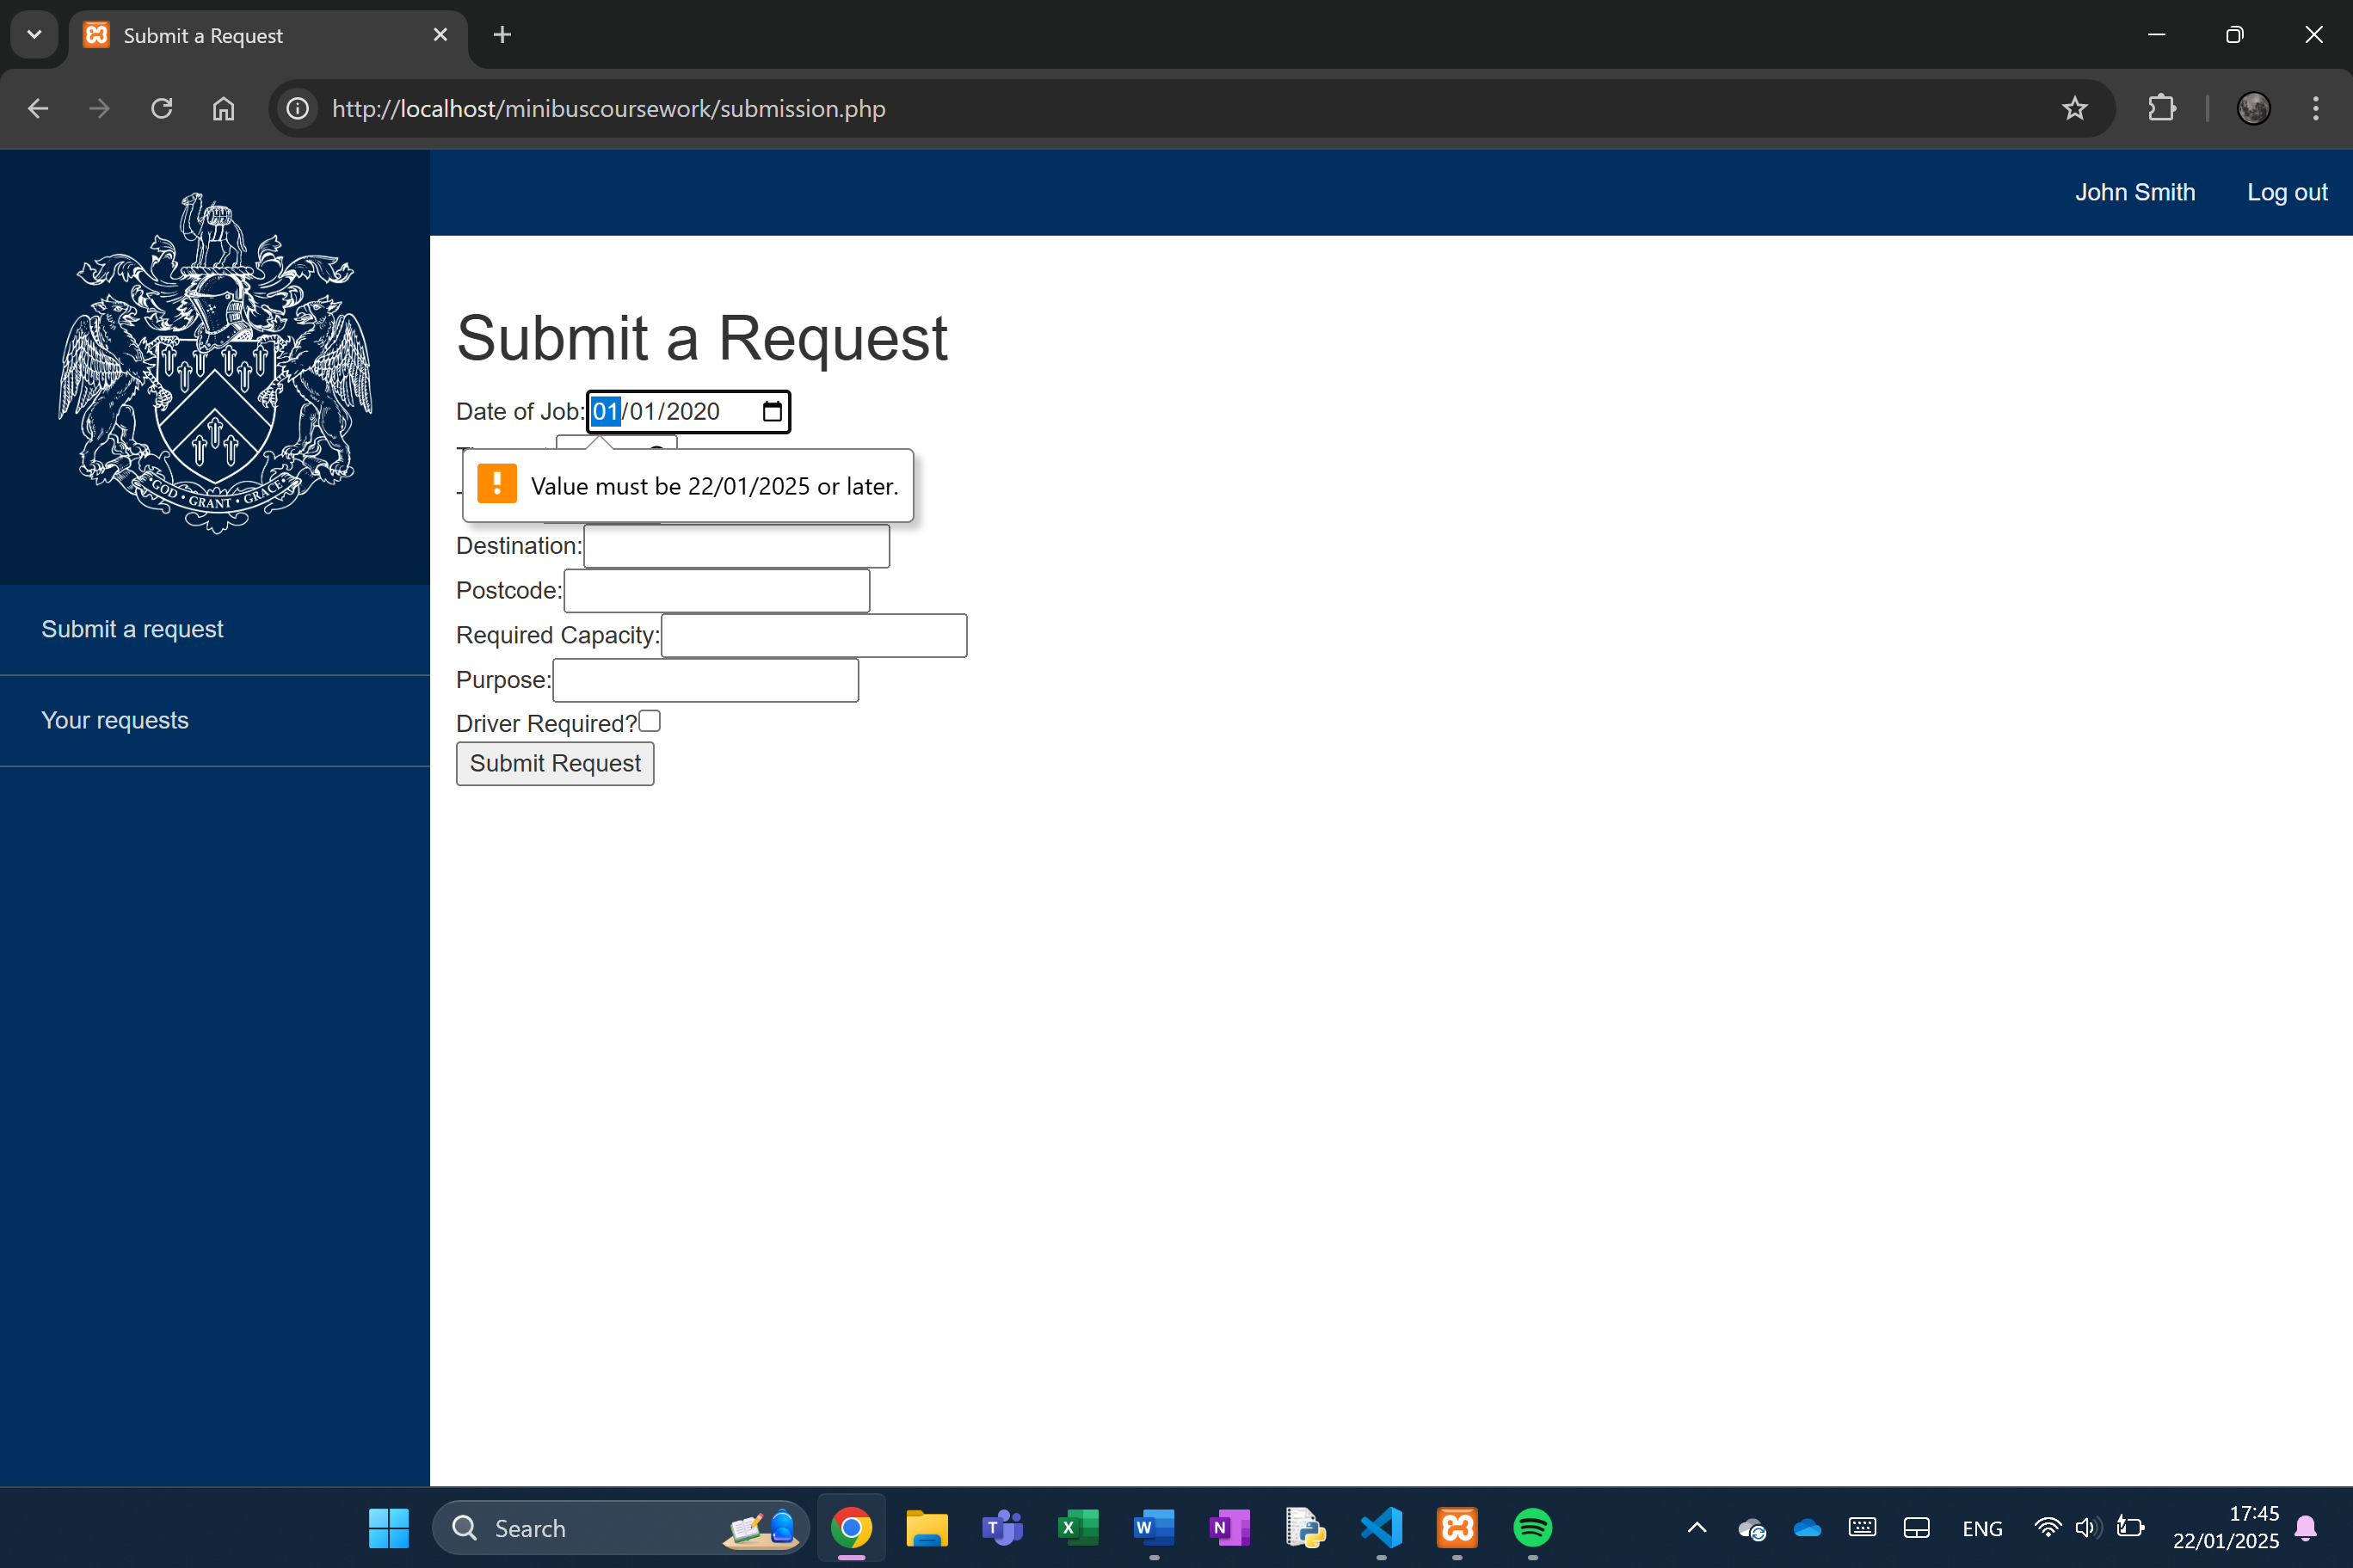 Submit a Request
http://localhost/minibuscoursework/submission.php
John Smith
Log out
GOD • GRANT • GRACE
Submit a request
Your requests
Submit a Request
Date of Job: 01/01/2020
Value must be 22/01/2025 or later.
Destination:
Postcode:
Required Capacity:
Purpose:
Driver Required?
Submit Request
Search
ENG
17:45
22/01/2025